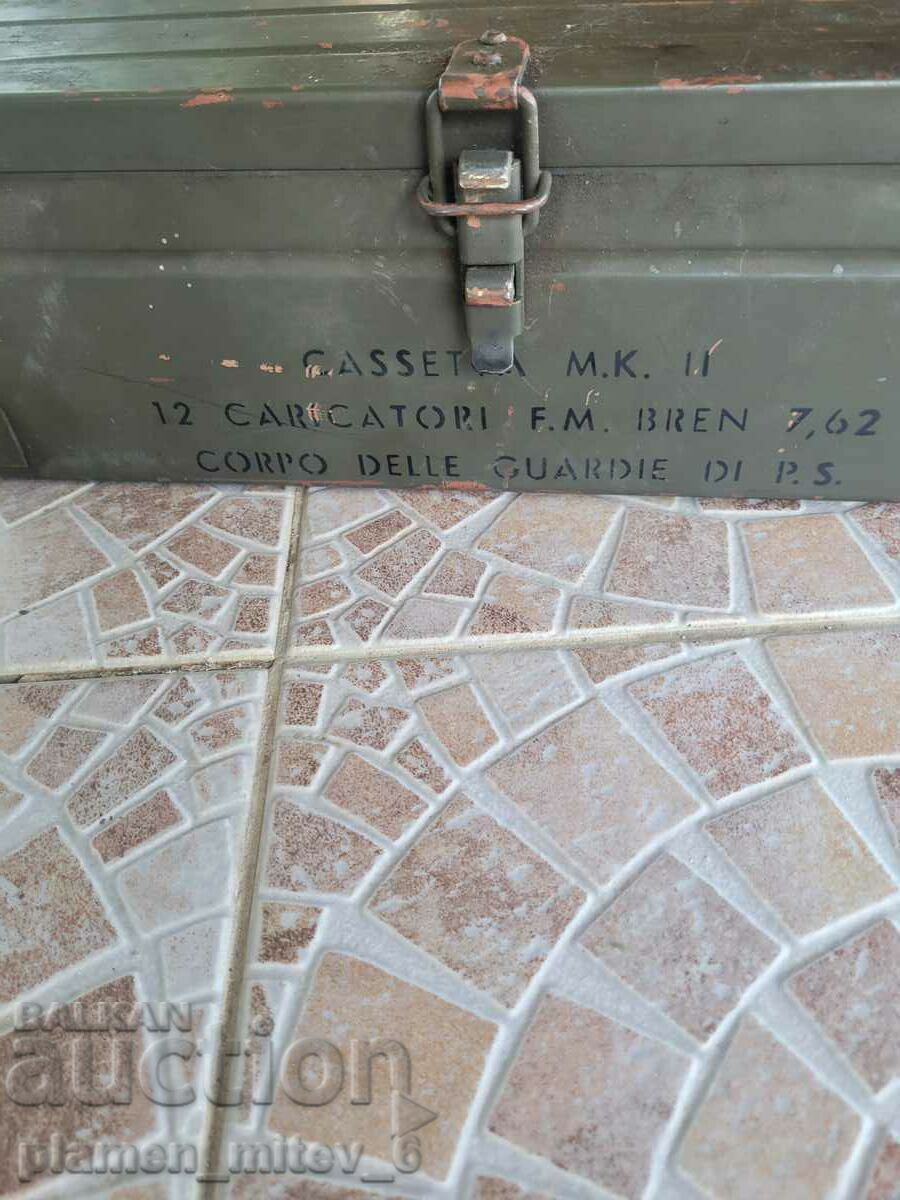 CASSETTA M.K. II
12 CARICATORI F.M. BREN 7,62
CORPO DELLE GUARDIE DI P.S.
BALKAN
auction
plamen_mitev_6